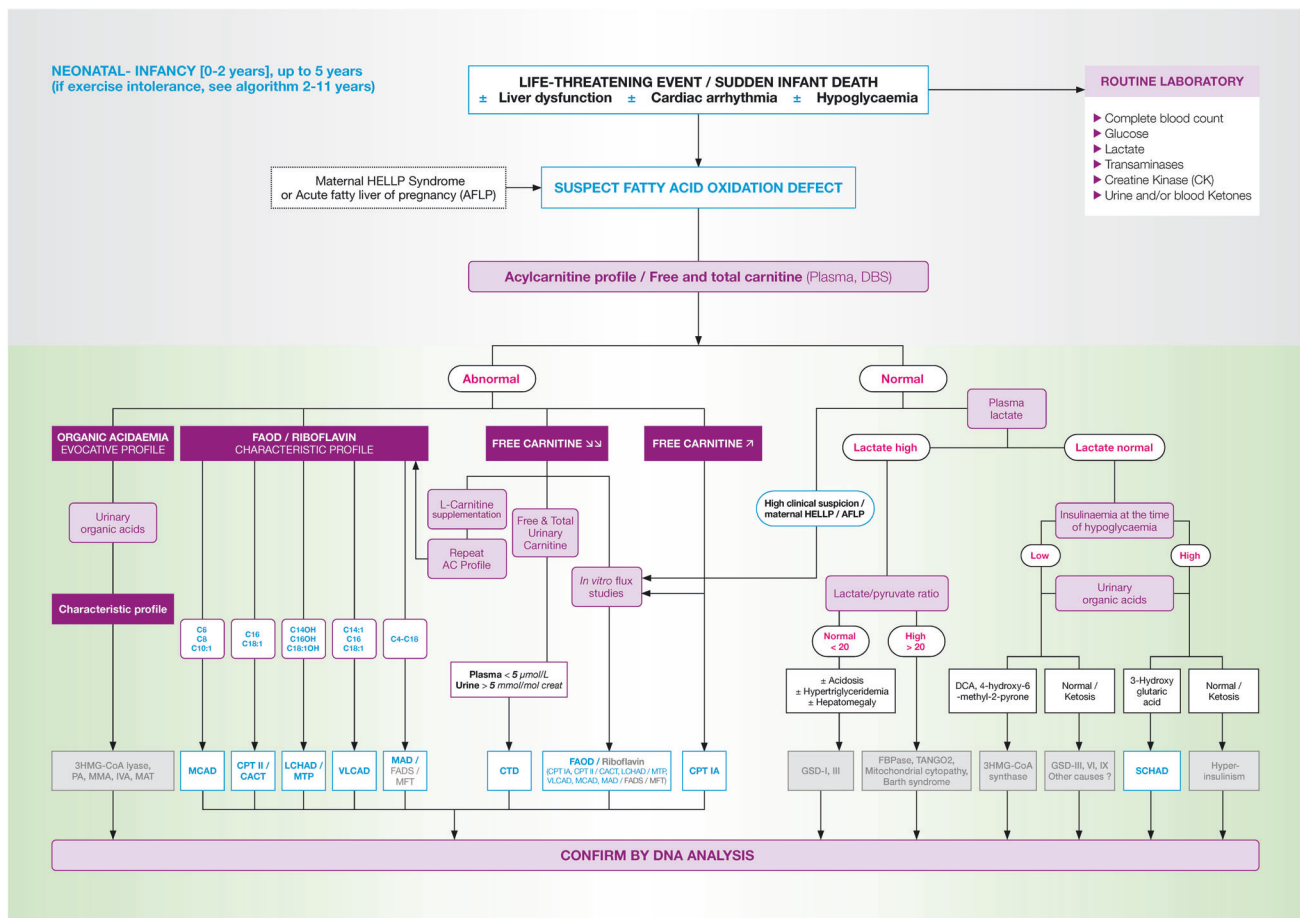 NEONATAL- INFANCY [0-2 years], up to 5 years
(if exercise intolerance, see algorithm 2-11 years)
LIFE-THREATENING EVENT / SUDDEN INFANT DEATH
± Liver dysfunction ± Cardiac arrhythmia ± Hypoglycaemia
ROUTINE LABORATORY
▶ Complete blood count
▶ Glucose
▶ Lactate
▶ Transaminases
▶ Creatine Kinase (CK)
▶ Urine and/or blood Ketones
Maternal HELLP Syndrome
or Acute fatty liver of pregnancy (AFLP)
SUSPECT FATTY ACID OXIDATION DEFECT
Acylcarnitine profile / Free and total carnitine (Plasma, DBS)
Abnormal
Normal
ORGANIC ACIDAEMIA
EVOCATIVE PROFILE
FAOD / RIBOFLAVIN
CHARACTERISTIC PROFILE
FREE CARNITINE ↘↘
FREE CARNITINE ↗
Plasma
lactate
Lactate high
Lactate normal
Urinary
organic acids
L-Carnitine
supplementation
Repeat
AC Profile
Free & Total
Urinary
Carnitine
In vitro flux
studies
High clinical suspicion /
maternal HELLP / AFLP
Insulinaemia at the time
of hypoglycaemia
Low
High
Urinary
organic acids
Lactate/pyruvate ratio
Normal
< 20
High
> 20
Characteristic profile
C6
C8
C10:1
C16
C18:1
C14OH
C16OH
C18:1OH
C14:1
C16
C18:1
C4-C18
Plasma < 5 µmol/L
Urine > 5 mmol/mol creat
± Acidosis
± Hypertriglyceridemia
± Hepatomegaly
DCA, 4-hydroxy-6
-methyl-2-pyrone
Normal /
Ketosis
3-Hydroxy
glutaric
acid
Normal /
Ketosis
3HMG-CoA lyase,
PA, MMA, IVA, MAT
MCAD
CPT II /
CACT
LCHAD /
MTP
VLCAD
MAD /
FADS /
MFT
CTD
FAOD / Riboflavin
(CPT IA, CPT II / CACT, LCHAD / MTP,
VLCAD, MCAD, MAD / FADS / MFT)
CPT IA
GSD-I, III
FBPase, TANGO2,
Mitochondrial cytopathy,
Barth syndrome
3HMG-CoA
synthase
GSD-III, VI, IX
Other causes ?
SCHAD
Hyper-
insulinism
CONFIRM BY DNA ANALYSIS